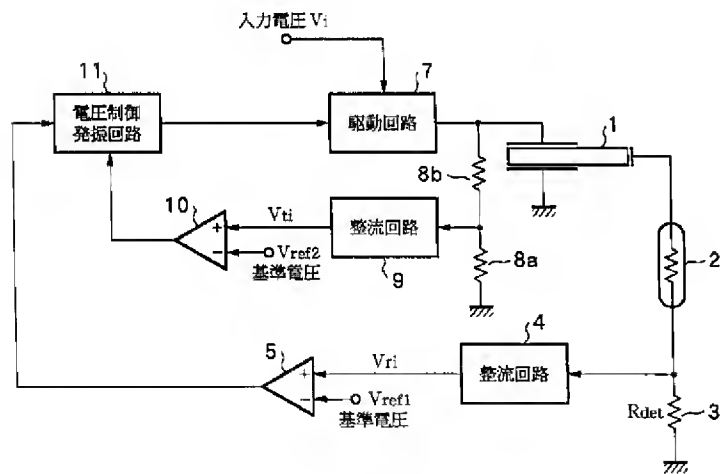 入力電圧 Vi
11
電圧制御
発振回路
7
駆動回路
1
8b
10
+
−
Vti
整流回路
9
Vref2
基準電圧
8a
2
4
整流回路
5
+
−
Vri
Vref1
基準電圧
Rdet
3